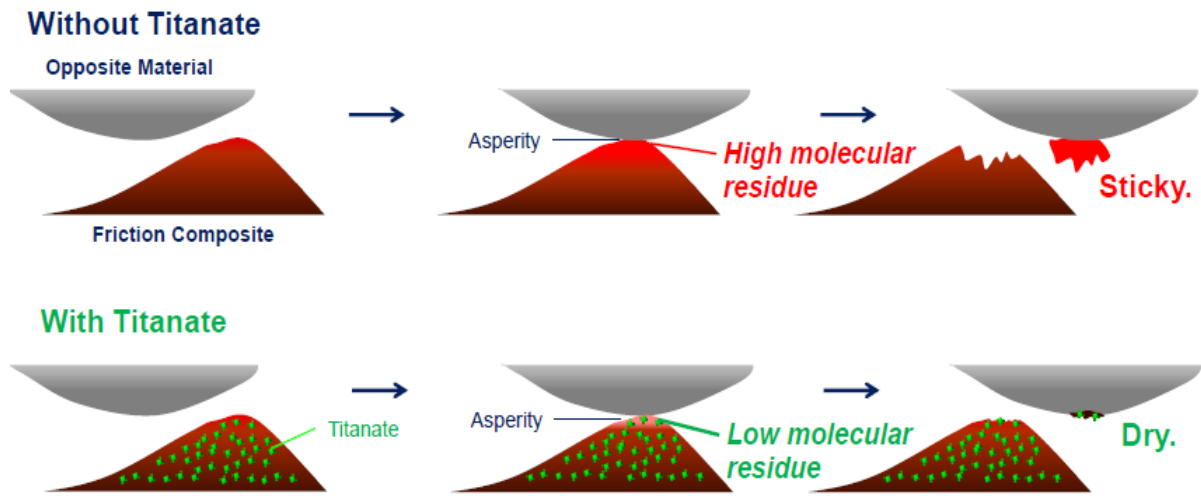 Without Titanate
Opposite Material
Asperity
High molecular
residue
Sticky.
Friction Composite
With Titanate
Titanate
Asperity
Low molecular
residue
Dry.